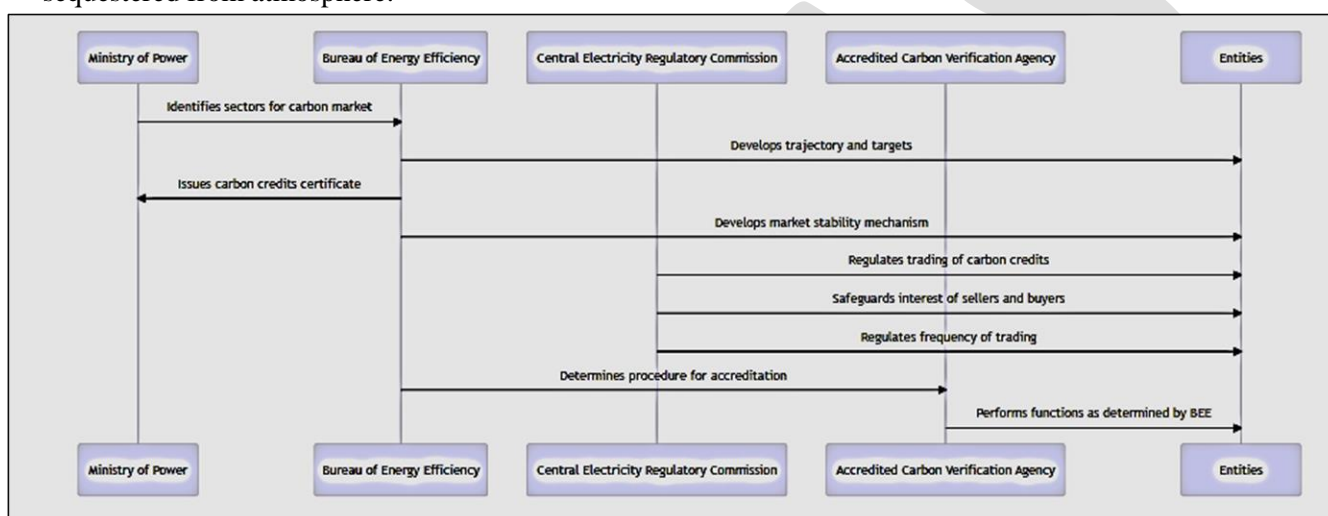 sequestered from atmosphere.
Ministry of Power
Bureau of Energy Efficiency
Central Electricity Regulatory Commission
Accredited Carbon Verification Agency
Entities
Identifies sectors for carbon market
Develops trajectory and targets
Issues carbon credits certificate
Develops market stability mechanism
Regulates trading of carbon credits
Safeguards interest of sellers and buyers
Regulates frequency of trading
Determines procedure for accreditation
Performs functions as determined by BEE
Ministry of Power
Bureau of Energy Efficiency
Central Electricity Regulatory Commission
Accredited Carbon Verification Agency
Entities